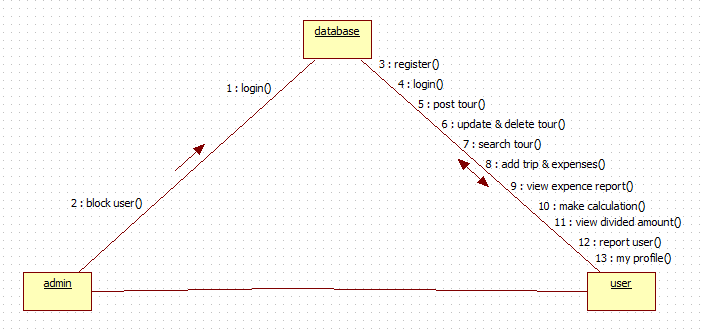 database
3 : register()
1 : login()
4 : login()
5 : post tour()
6 : update & delete tour()
7 : search tour()
8 : add trip & expenses()
9 : view expence report()
2 : block user()
10 : make calculation()
11 : view divided amount()
12 : report user()
13 : my profile()
admin
user